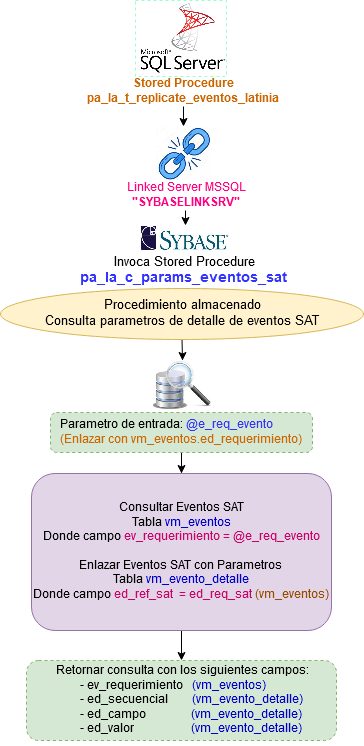 Microsoft
SQL Server
Stored Procedure
pa_la_t_replicate_eventos_latinia
Linked Server MSSQL
"SYBASELINKSRV"
SYBASE
Invoca Stored Procedure
pa_la_c_params_eventos_sat
Procedimiento almacenado
Consulta parametros de detalle de eventos SAT
Parametro de entrada: @e_req_evento
(Enlazar con vm_eventos.ed_requerimiento)
Consultar Eventos SAT
Tabla vm_eventos
Donde campo ev_requerimiento = @e_req_evento
Enlazar Eventos SAT con Parametros
Tabla vm_evento_detalle
Donde campo ed_ref_sat = ed_req_sat (vm_eventos)
Retornar consulta con los siguientes campos:
- ev_requerimiento (vm_eventos)
- ed_secuencial (vm_evento_detalle)
- ed_campo (vm_evento_detalle)
- ed_valor (vm_evento_detalle)